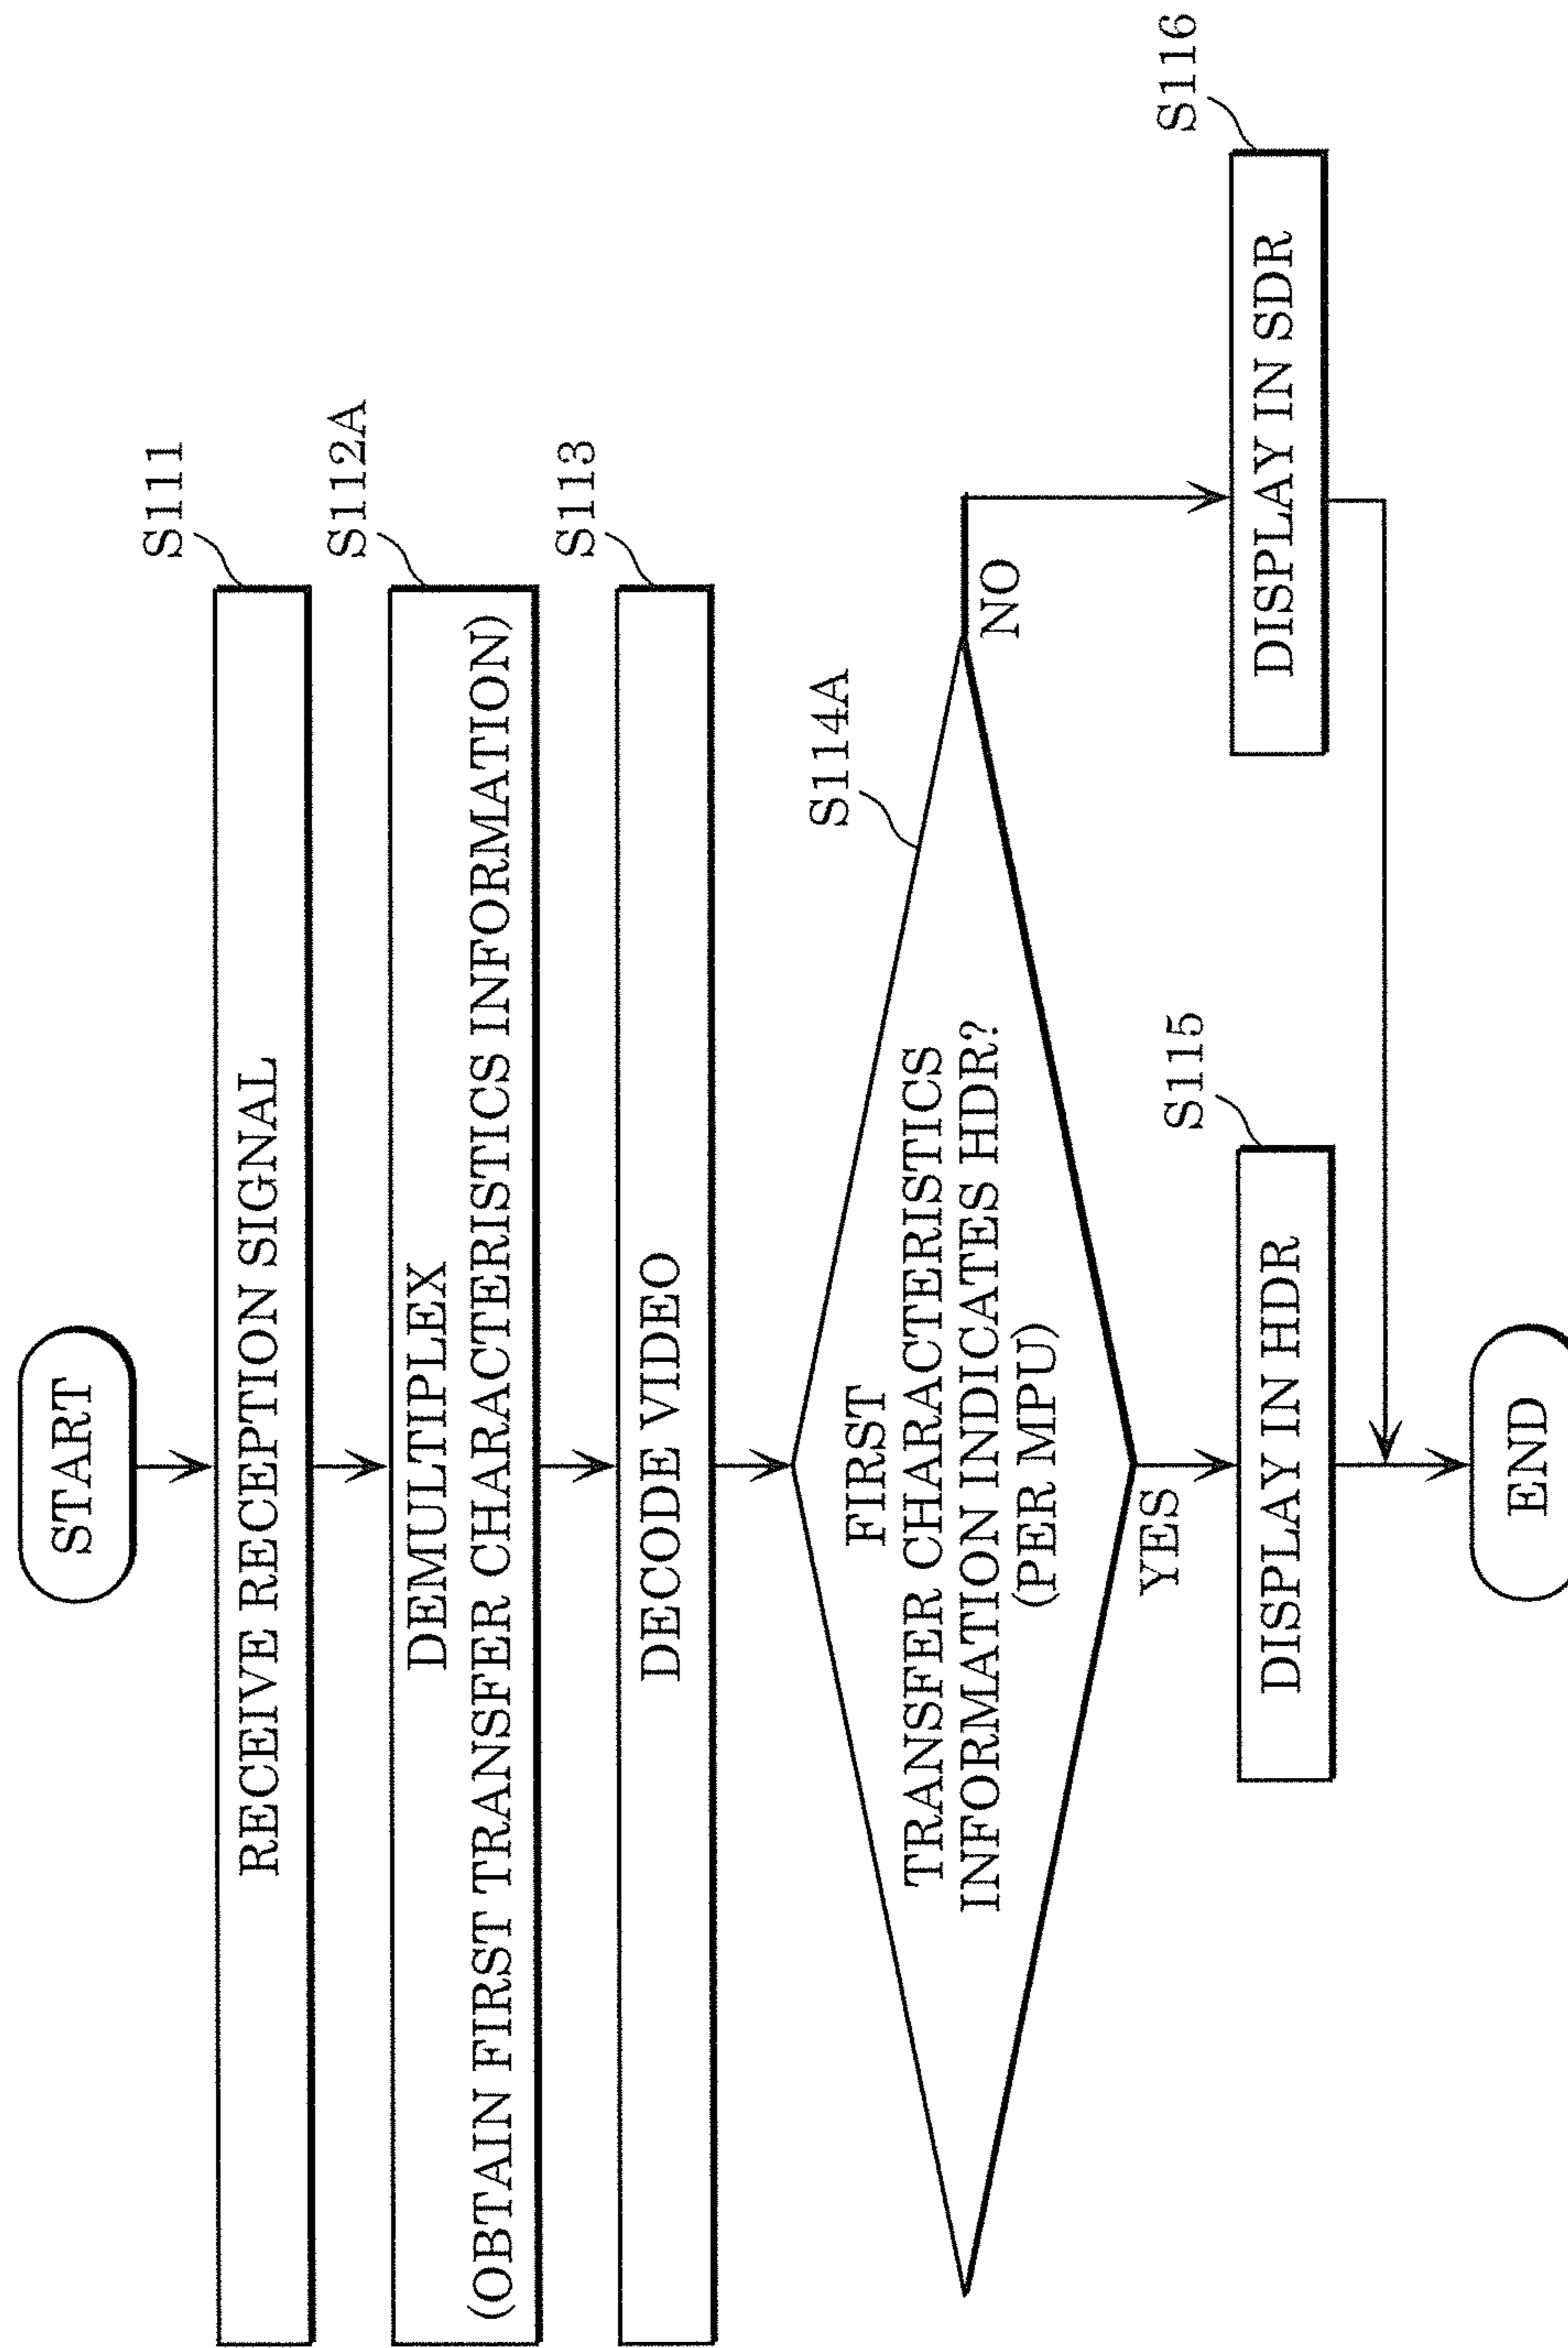 START
S111
RECEIVE RECEPTION SIGNAL
S112A
DEMULTIPLEX
(OBTAIN FIRST TRANSFER CHARACTERISTICS INFORMATION)
S113
DECODE VIDEO
S114A
FIRST
TRANSFER CHARACTERISTICS
INFORMATION INDICATES HDR?
(PER MPU)
NO
YES
S115
DISPLAY IN HDR
S116
DISPLAY IN SDR
END